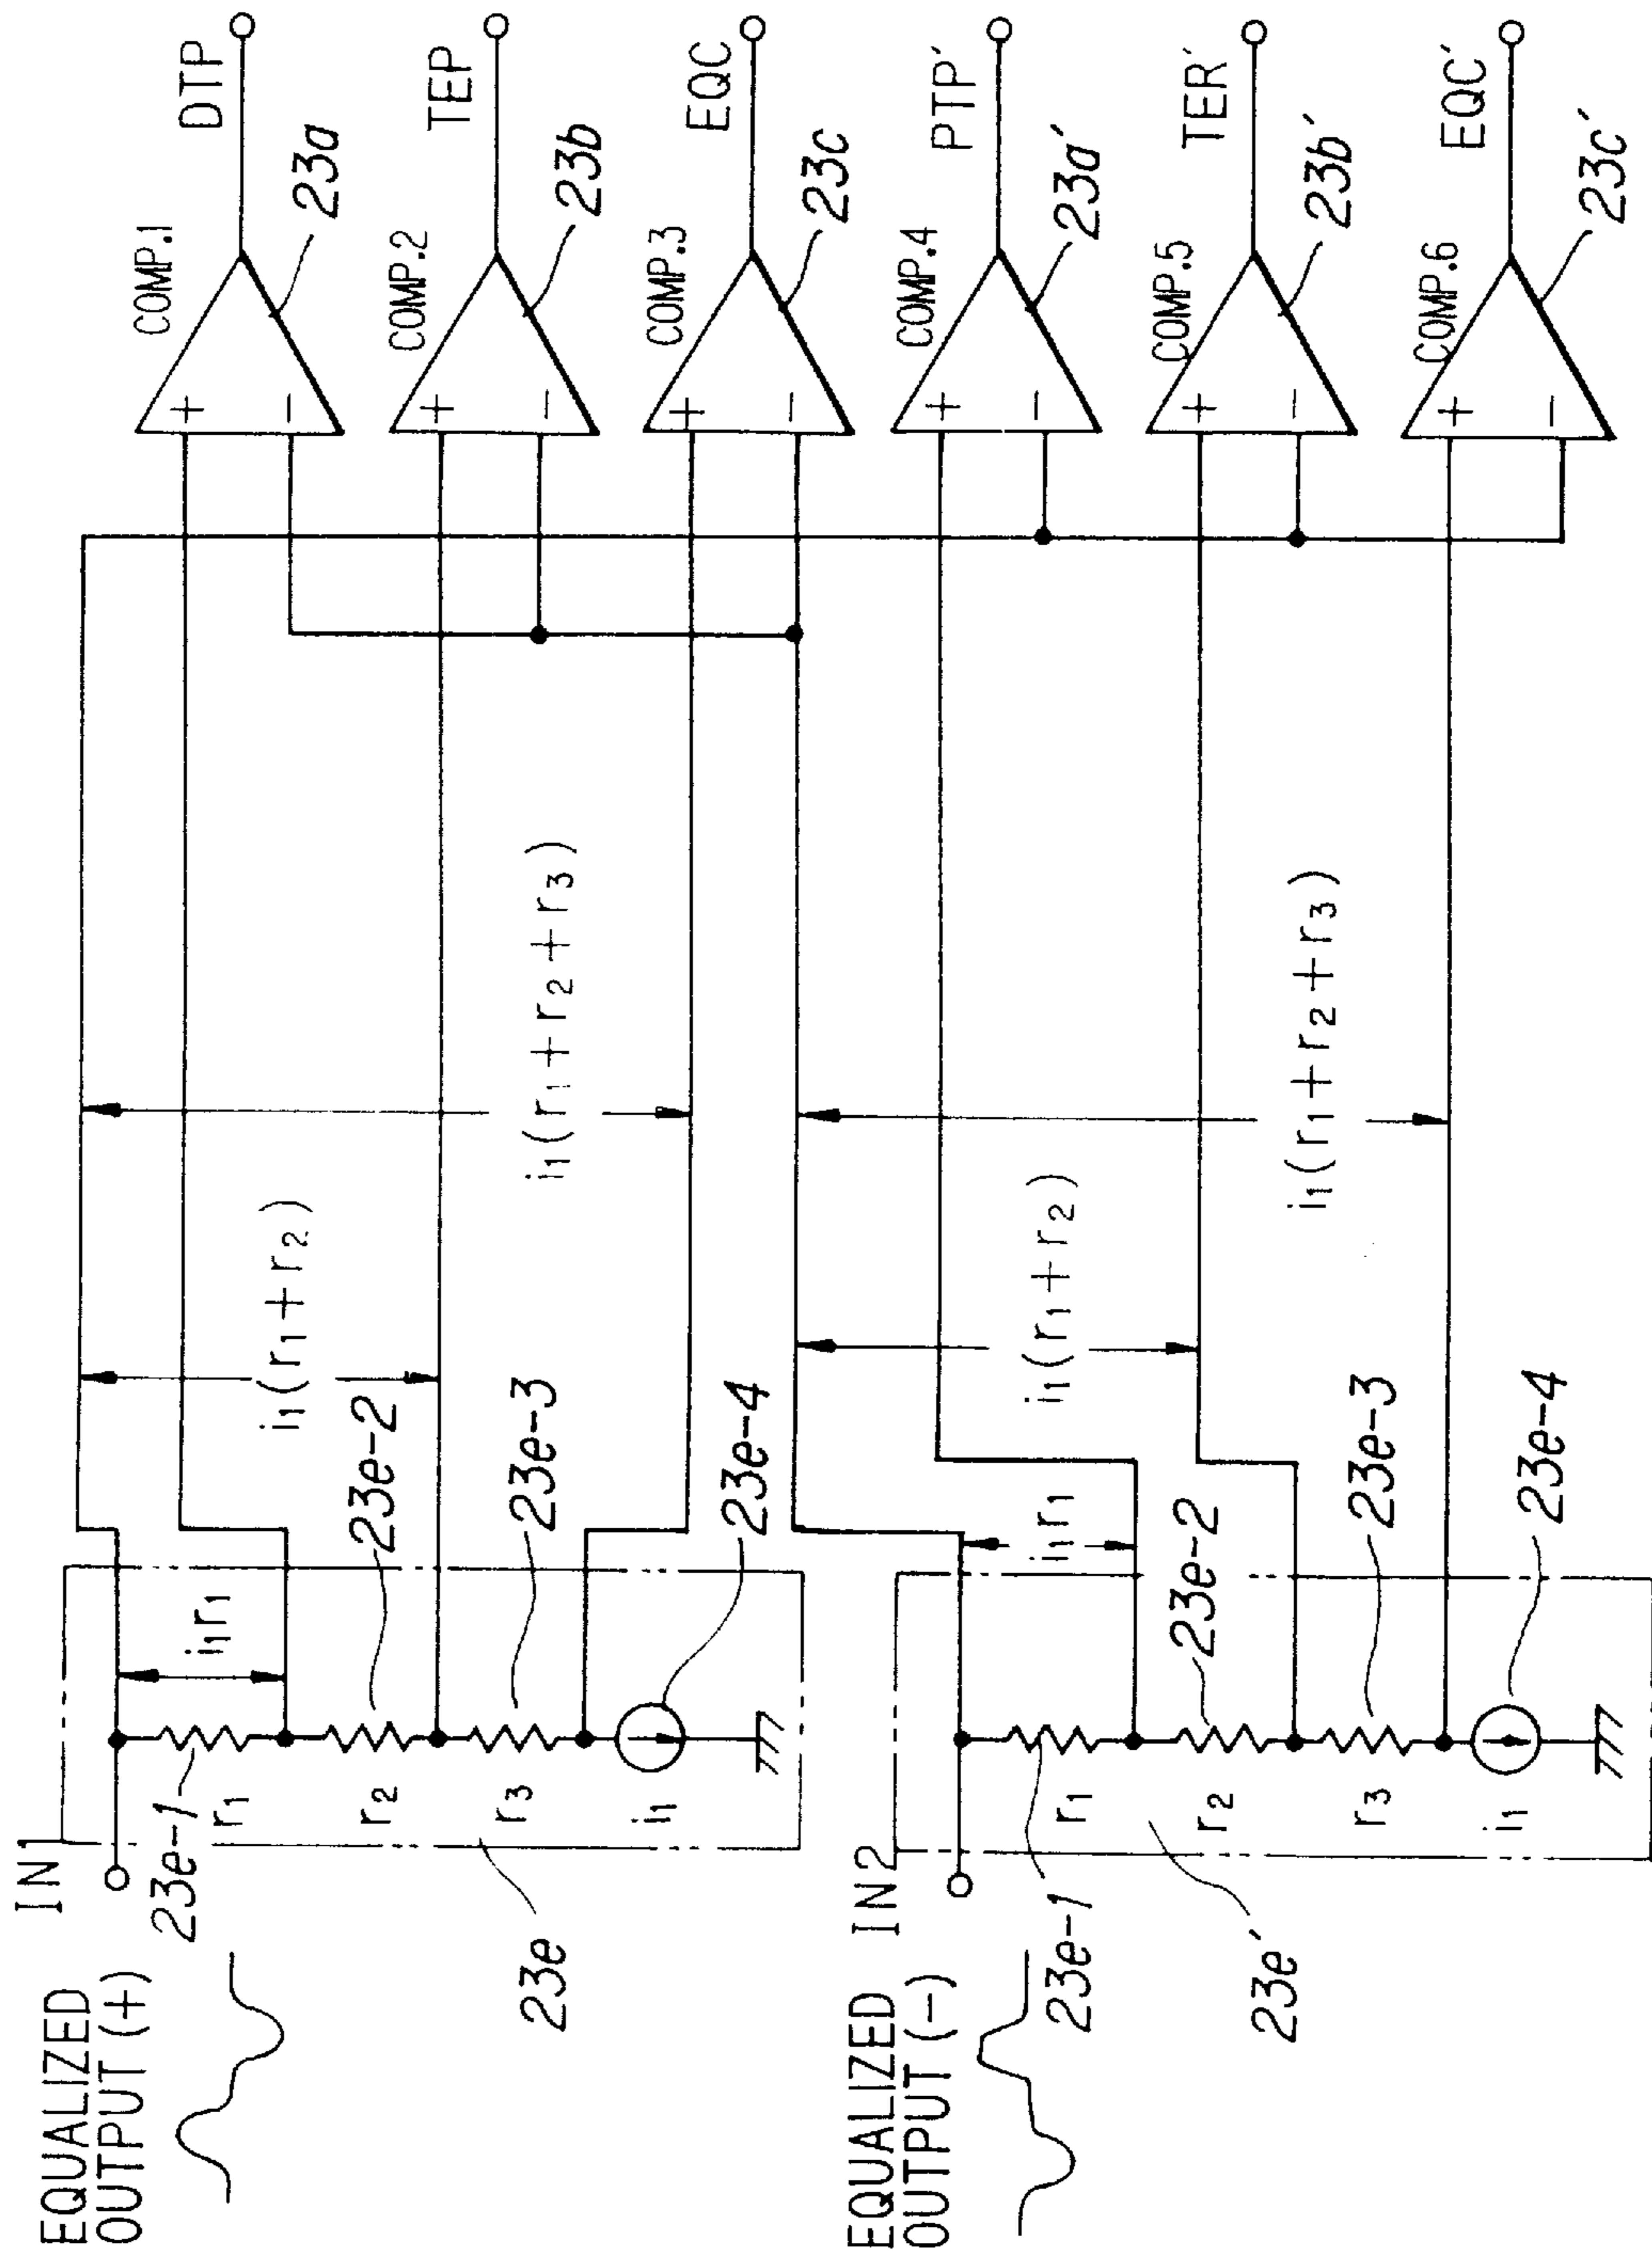 EQUALIZED
OUTPUT (+)
IN1
23e-1
r1
r2
r3
i1
i1r1
23e
23e-2
23e-3
23e-4
i1(r1+r2)
i1(r1+r2+r3)
COMP.1
+
−
DTP
23a
COMP.2
+
−
TEP
23b
COMP.3
+
−
EQC
23c
EQUALIZED
OUTPUT (−)
IN2
23e-1
r1
r2
r3
i1
i1r1
23e'
23e-2
23e-3
23e-4
i1(r1+r2)
i1(r1+r2+r3)
COMP.4
+
−
PTP'
23a'
COMP.5
+
−
TER'
23b'
COMP.6
+
−
EQC'
23c'